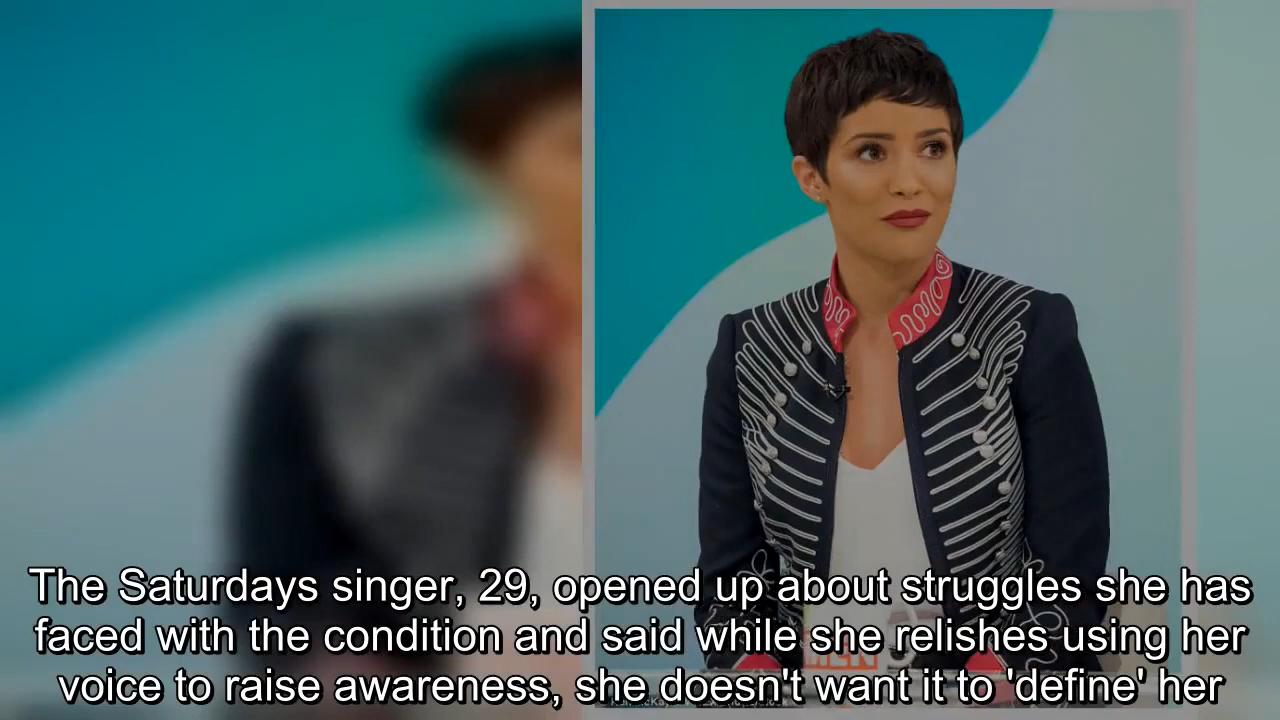 The Saturdays singer, 29, opened up about struggles she has
faced with the condition and said while she relishes using her
voice to raise awareness, she doesn't want it to 'define' her